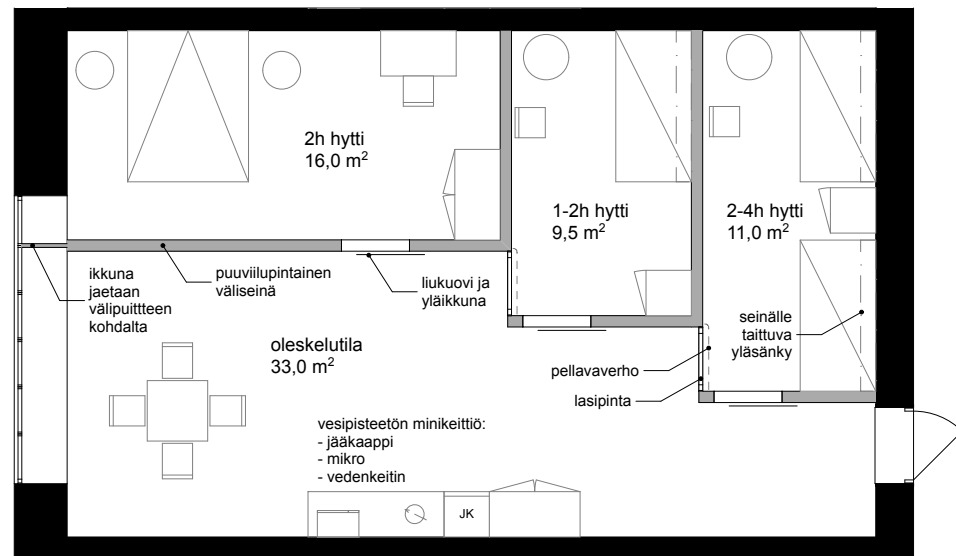 2h hytti
16,0 m²
1-2h hytti
9,5 m²
2-4h hytti
11,0 m²
ikkuna
jaetaan
välipuittteen
kohdalta
puuviilupintainen
väliseinä
liukuovi ja
yläikkuna
seinälle
taittuva
yläsänky
oleskelutila
33,0 m²
pellavaverho
lasipinta
vesipisteetön minikeittiö:
- jääkaappi
- mikro
- vedenkeitin
JK